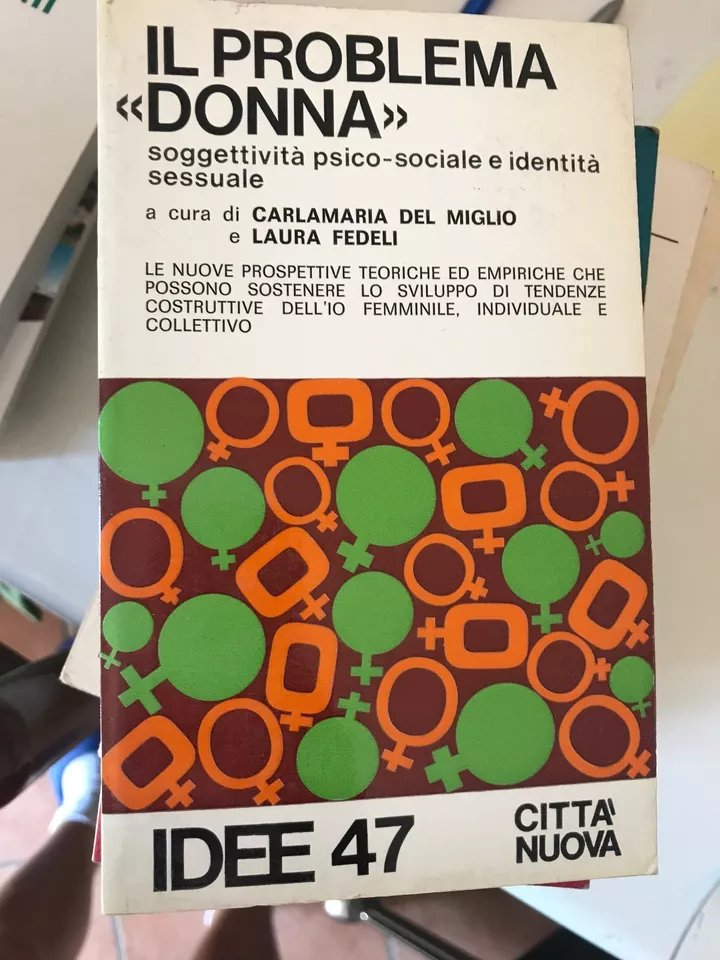 IL PROBLEMA
«DONNA»
soggettività psico-sociale e identità
sessuale
a cura di CARLAMARIA DEL MIGLIO
e LAURA FEDELI
LE NUOVE PROSPETTIVE TEORICHE ED EMPIRICHE CHE
POSSONO SOSTENERE LO SVILUPPO DI TENDENZE
COSTRUTTIVE DELL'IO FEMMINILE, INDIVIDUALE E
COLLETTIVO
IDEE 47
CITTÀ
NUOVA